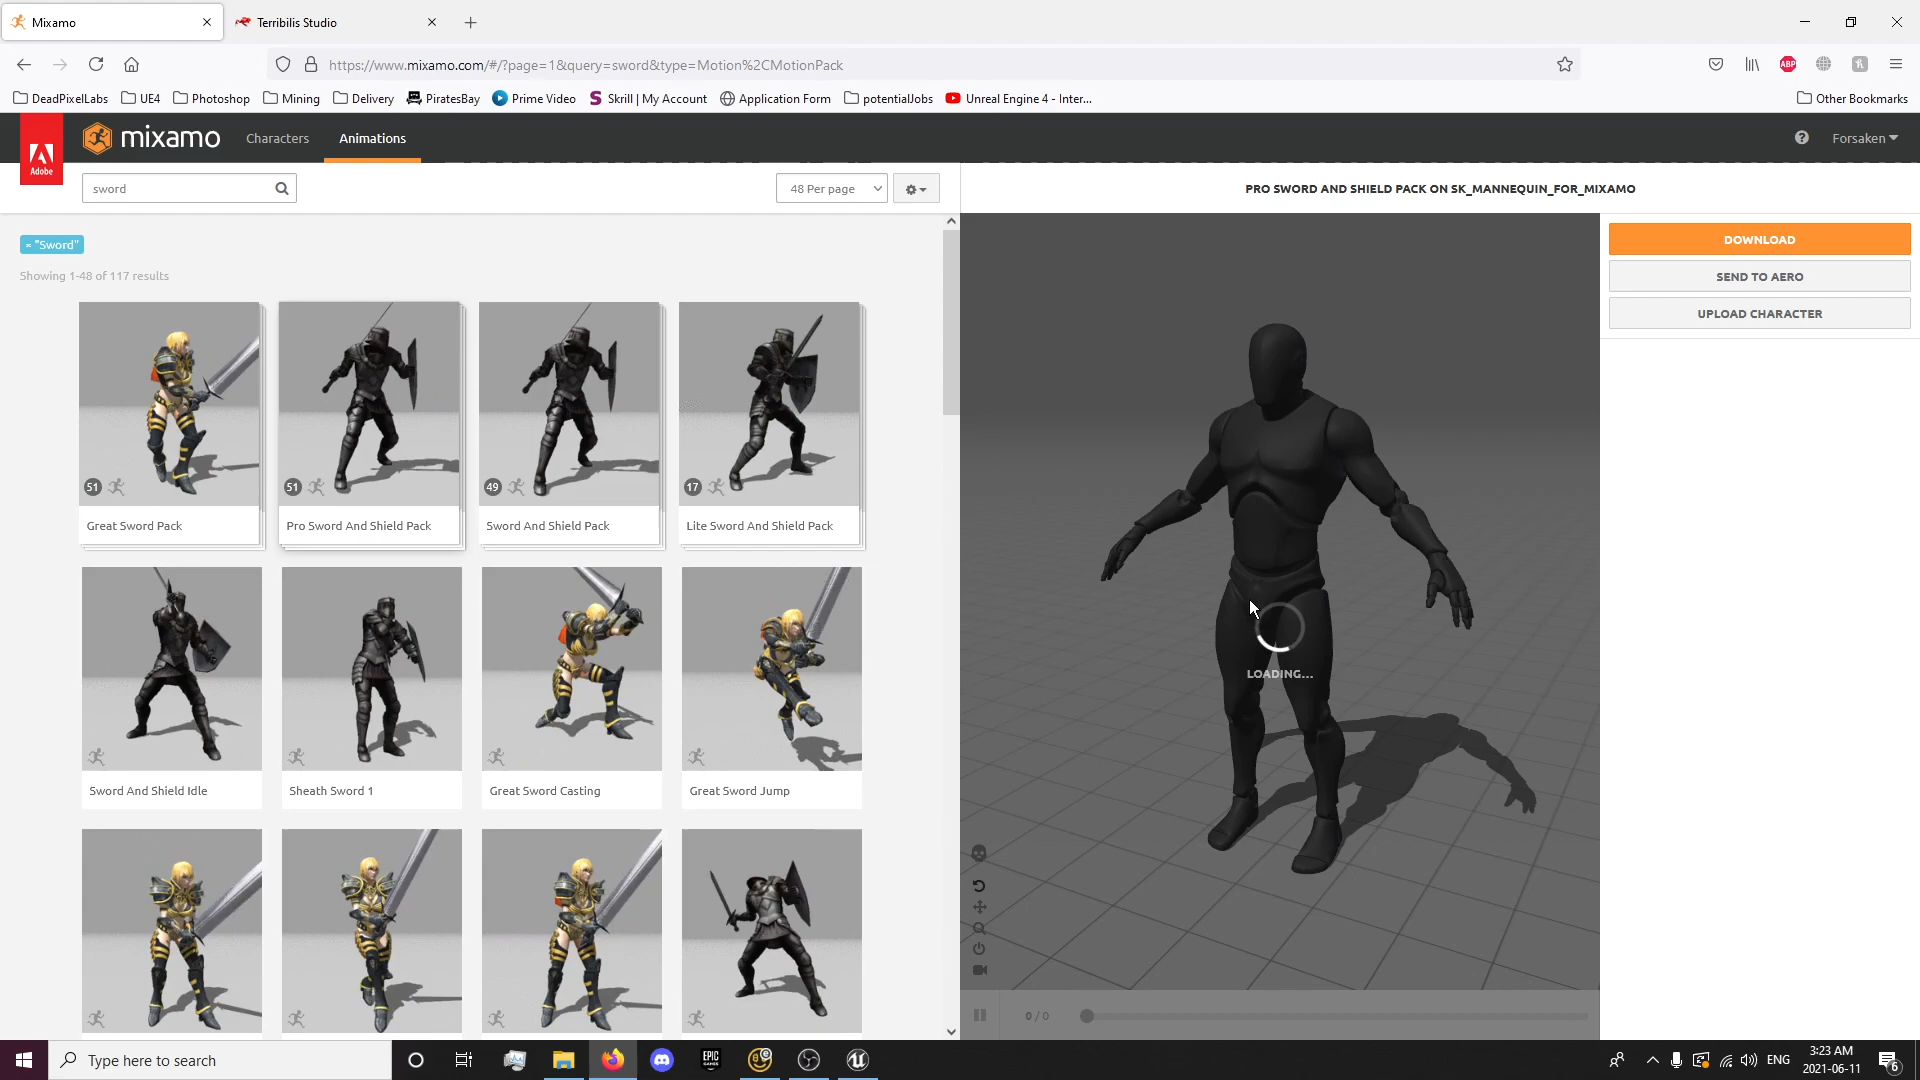 Mixamo
Terribilis Studio
https://www.mixamo.com/#/?page=1&query=sword&type=Motion%2CMotionPack
ABP
DeadPixelLabs
UE4
Photoshop
Mining
Delivery
PiratesBay
Prime Video
Skrill | My Account
Application Form
potentialJobs
Unreal Engine 4 - Inter...
Other Bookmarks
Adobe
mixamo
Characters
Animations
Forsaken
sword
48 Per page
PRO SWORD AND SHIELD PACK ON SK_MANNEQUIN_FOR_MIXAMO
× "Sword"
Showing 1-48 of 117 results
DOWNLOAD
SEND TO AERO
UPLOAD CHARACTER
51
51
49
17
Great Sword Pack
Pro Sword And Shield Pack
Sword And Shield Pack
Lite Sword And Shield Pack
LOADING...
Sword And Shield Idle
Sheath Sword 1
Great Sword Casting
Great Sword Jump
0 / 0
Type here to search
EPIC
GAMES
ENG
3:23 AM
2021-06-11
6